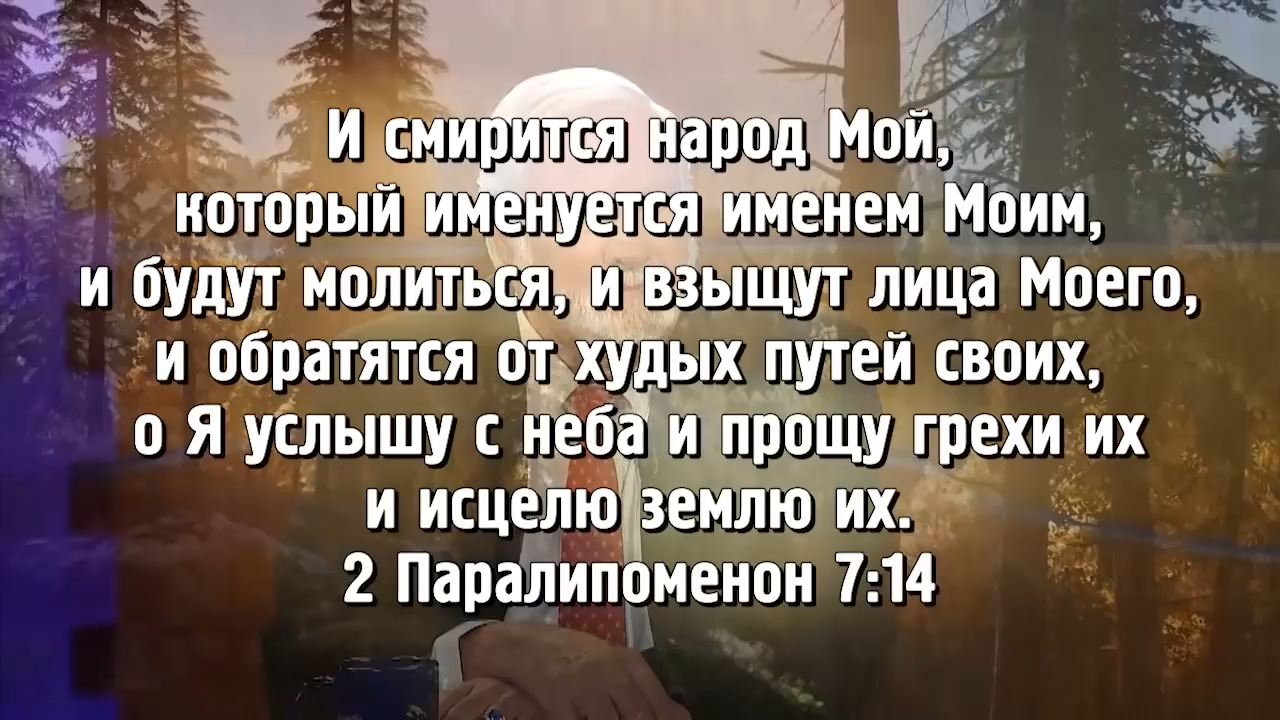 И смирится народ Мой,
который именуется именем Моим,
и будут молиться, и взыщут лица Моего,
и обратятся от худых путей своих,
о Я услышу с неба и прощу грехи их
и исцелю землю их.
2 Паралипоменон 7:14